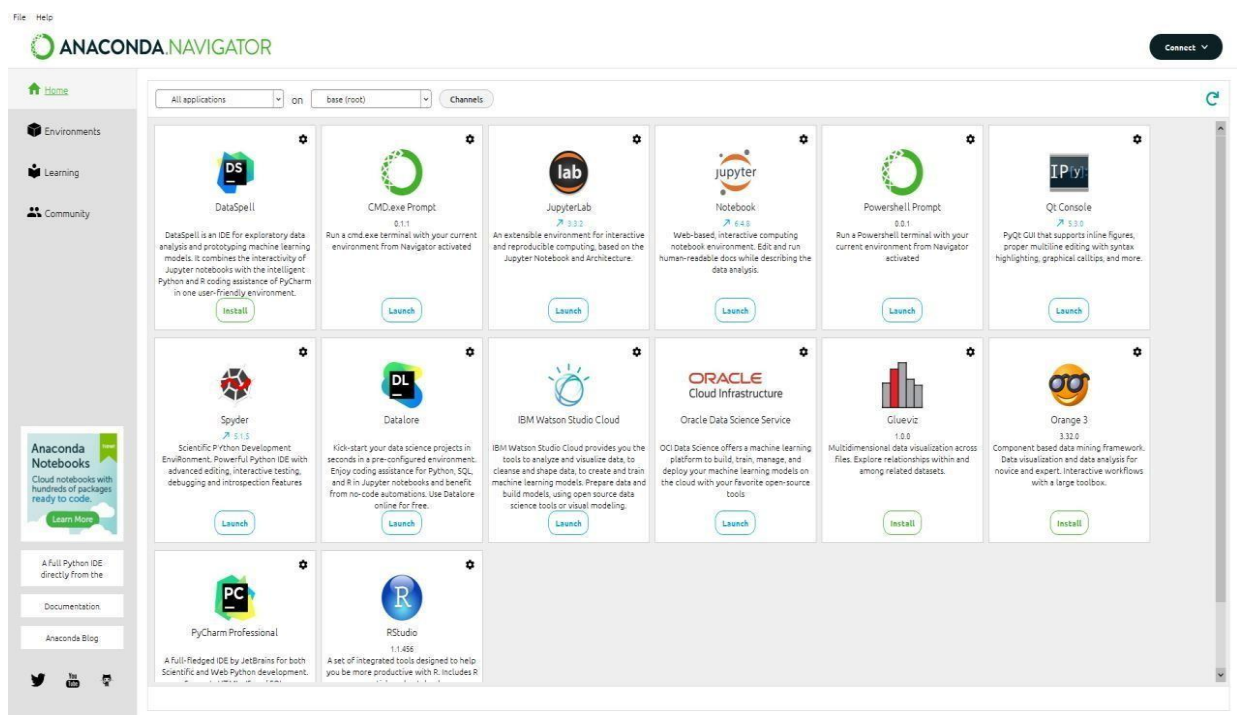 File Help
ANACONDA.NAVIGATOR
Connect
Home
Environments
Learning
Community
All applications on base (root) Channels
DS
DataSpell
DataSpell is an IDE for exploratory data
analysis and prototyping machine learning
models. It combines the interactivity of
Jupyter notebooks with the intelligent
Python and R coding assistance of PyCharm
in one user-friendly environment.
Install
CMD.exe Prompt
0.1.1
Run a cmd.exe terminal with your current
environment from Navigator activated
Launch
lab
JupyterLab
3.3.2
An extensible environment for interactive
and reproducible computing, based on the
Jupyter Notebook and Architecture.
Launch
jupyter
Notebook
6.4.8
Web-based, interactive computing
notebook environment. Edit and run
human-readable docs while describing the
data analysis.
Launch
Powershell Prompt
0.0.1
Run a Powershell terminal with your
current environment from Navigator
activated
Launch
IP[y]:
Qt Console
5.3.0
PyQt GUI that supports inline figures,
proper multiline editing with syntax
highlighting, graphical calltips, and more.
Launch
Spyder
5.1.5
Scientific PYthon Development
EnviRonment. Powerful Python IDE with
advanced editing, interactive testing,
debugging and introspection features
Launch
DL
Datalore
Kick-start your data science projects in
seconds in a pre-configured environment.
Enjoy coding assistance for Python, SQL,
and R in Jupyter notebooks and benefit
from no-code automations. Use Datalore
online for free.
Launch
IBM Watson Studio Cloud
IBM Watson Studio Cloud provides you the
tools to analyze and visualize data, to
cleanse and shape data, to create and train
machine learning models. Prepare data and
build models, using open source data
science tools or visual modeling.
Launch
ORACLE
Cloud Infrastructure
Oracle Data Science Service
OCI Data Science offers a machine learning
platform to build, train, manage, and
deploy your machine learning models on
the cloud with your favorite open-source
tools
Launch
Glueviz
1.0.0
Multidimensional data visualization across
files. Explore relationships within and
among related datasets.
Install
Orange 3
3.32.0
Component based data mining framework.
Data visualization and data analysis for
novice and expert. Interactive workflows
with a large toolbox.
Install
PC
PyCharm Professional
A full-fledged IDE by JetBrains for both
Scientific and Web Python development.
R
RStudio
1.1.456
A set of integrated tools designed to help
you be more productive with R. Includes R
Anaconda
Notebooks
New
Cloud notebooks with
hundreds of packages
ready to code.
Learn More
A full Python IDE
directly from the
Documentation
Anaconda Blog
You
Tube